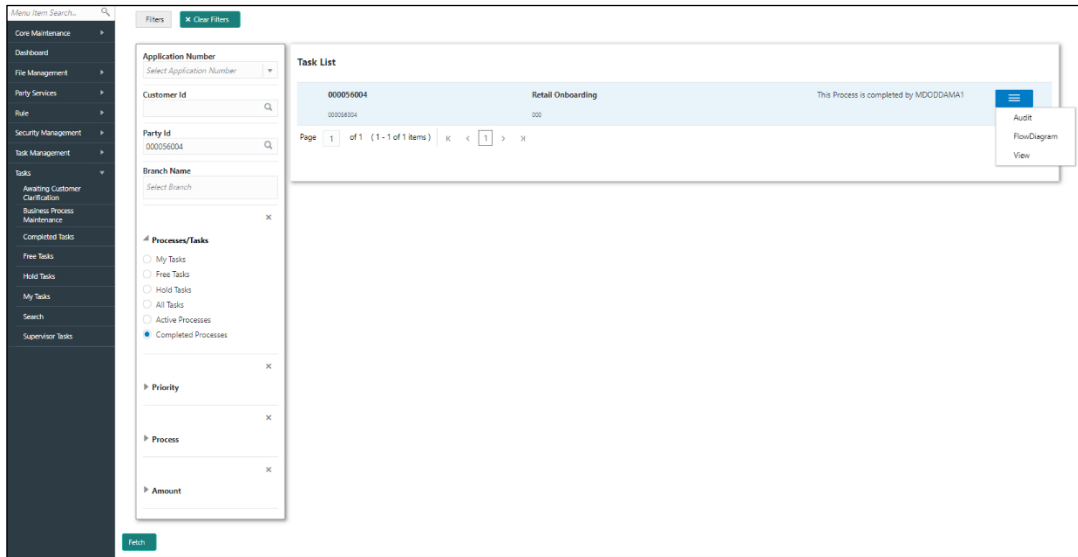 Menu Item Search...
Core Maintenance
Dashboard
File Management
Party Services
Rule
Security Management
Task Management
Tasks
Awaiting Customer
Clarification
Business Process
Maintenance
Completed Tasks
Free Tasks
Hold Tasks
My Tasks
Search
Supervisor Tasks
Filters
× Clear Filters
Application Number
Select Application Number
Customer Id
Party Id
000056004
Branch Name
Select Branch
Processes/Tasks
My Tasks
Free Tasks
Hold Tasks
All Tasks
Active Processes
Completed Processes
Priority
Process
Amount
Fetch
Task List
000056004 Retail Onboarding This Process is completed by MDODDAMA1
000056004 000
Page 1 of 1 (1 - 1 of 1 items) 1
Audit
FlowDiagram
View